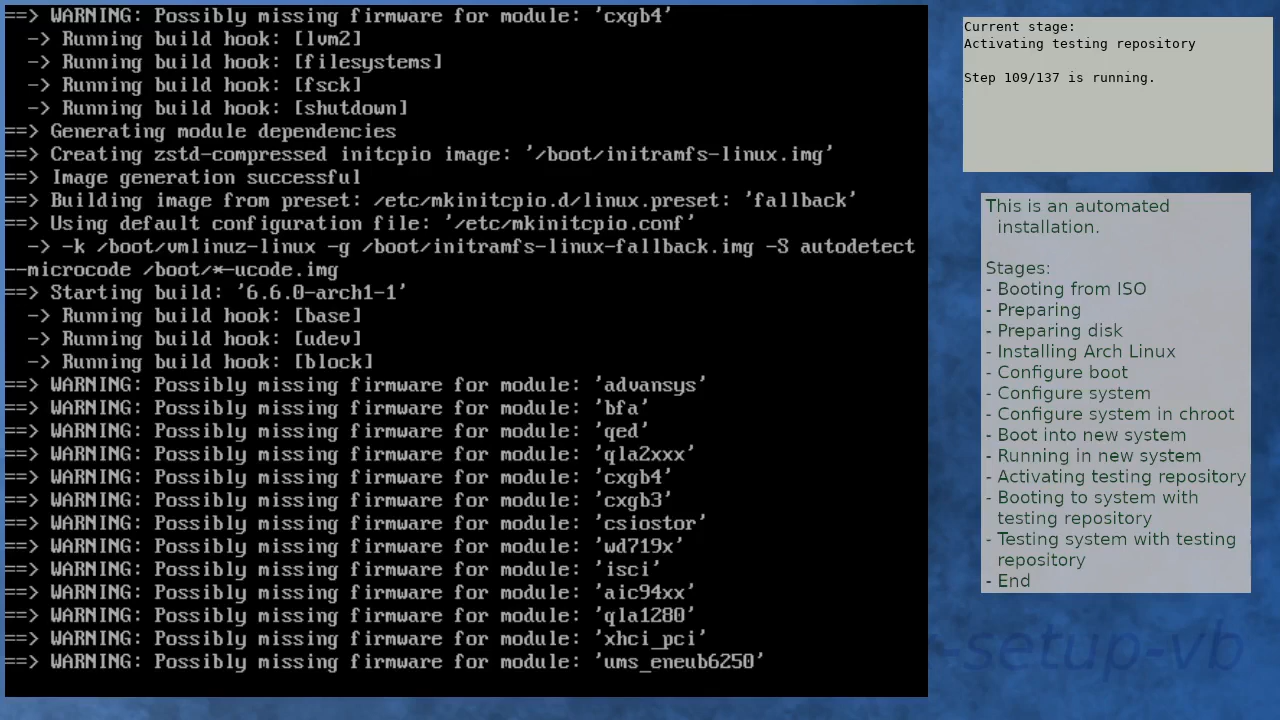 ==> WARNING: Possibly missing firmware for module: 'cxgb4'
-> Running build hook: [lvm2]
-> Running build hook: [filesystems]
-> Running build hook: [fsck]
-> Running build hook: [shutdown]
==> Generating module dependencies
==> Creating zstd-compressed initcpio image: '/boot/initramfs-linux.img'
==> Image generation successful
==> Building image from preset: /etc/mkinitcpio.d/linux.preset: 'fallback'
==> Using default configuration file: '/etc/mkinitcpio.conf'
-> -k /boot/vmlinuz-linux -g /boot/initramfs-linux-fallback.img -S autodetect
--microcode /boot/*-ucode.img
==> Starting build: '6.6.0-arch1-1'
-> Running build hook: [base]
-> Running build hook: [udev]
-> Running build hook: [block]
==> WARNING: Possibly missing firmware for module: 'advansys'
==> WARNING: Possibly missing firmware for module: 'bfa'
==> WARNING: Possibly missing firmware for module: 'qed'
==> WARNING: Possibly missing firmware for module: 'qla2xxx'
==> WARNING: Possibly missing firmware for module: 'cxgb4'
==> WARNING: Possibly missing firmware for module: 'cxgb3'
==> WARNING: Possibly missing firmware for module: 'csiostor'
==> WARNING: Possibly missing firmware for module: 'wd719x'
==> WARNING: Possibly missing firmware for module: 'isci'
==> WARNING: Possibly missing firmware for module: 'aic94xx'
==> WARNING: Possibly missing firmware for module: 'qla1280'
==> WARNING: Possibly missing firmware for module: 'xhci_pci'
==> WARNING: Possibly missing firmware for module: 'ums_eneub6250'
Current stage:
Activating testing repository
Step 109/137 is running.
This is an automated
installation.
Stages:
- Booting from ISO
- Preparing
- Preparing disk
- Installing Arch Linux
- Configure boot
- Configure system
- Configure system in chroot
- Boot into new system
- Running in new system
- Activating testing repository
- Booting to system with
testing repository
- Testing system with testing
repository
- End
-setup-vb